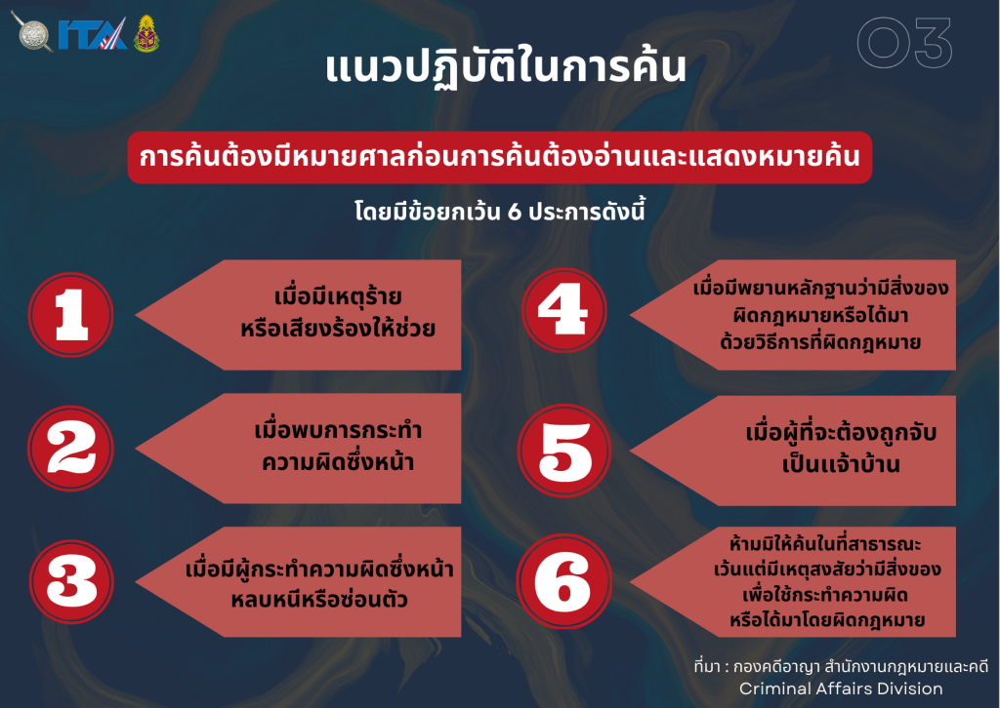 ITA
03
แนวปฏิบัติในการค้น
การค้นต้องมีหมายศาลก่อนการค้นต้องอ่านและแสดงหมายค้น
โดยมีข้อยกเว้น 6 ประการดังนี้
1
เมื่อมีเหตุร้าย
หรือเสียงร้องให้ช่วย
2
เมื่อพบการกระทำ
ความผิดซึ่งหน้า
3
เมื่อมีผู้กระทำความผิดซึ่งหน้า
หลบหนีหรือซ่อนตัว
4
เมื่อมีพยานหลักฐานว่ามีสิ่งของ
ผิดกฎหมายหรือได้มา
ด้วยวิธีการที่ผิดกฎหมาย
5
เมื่อผู้ที่จะต้องถูกจับ
เป็นแจ้าบ้าน
6
ห้ามมิให้ค้นในที่สาธารณะ
เว้นแต่มีเหตุสงสัยว่ามีสิ่งของ
เพื่อใช้กระทำความผิด
หรือได้มาโดยผิดกฎหมาย
ที่มา : กองคดีอาญา สำนักงานกฎหมายและคดี
Criminal Affairs Division